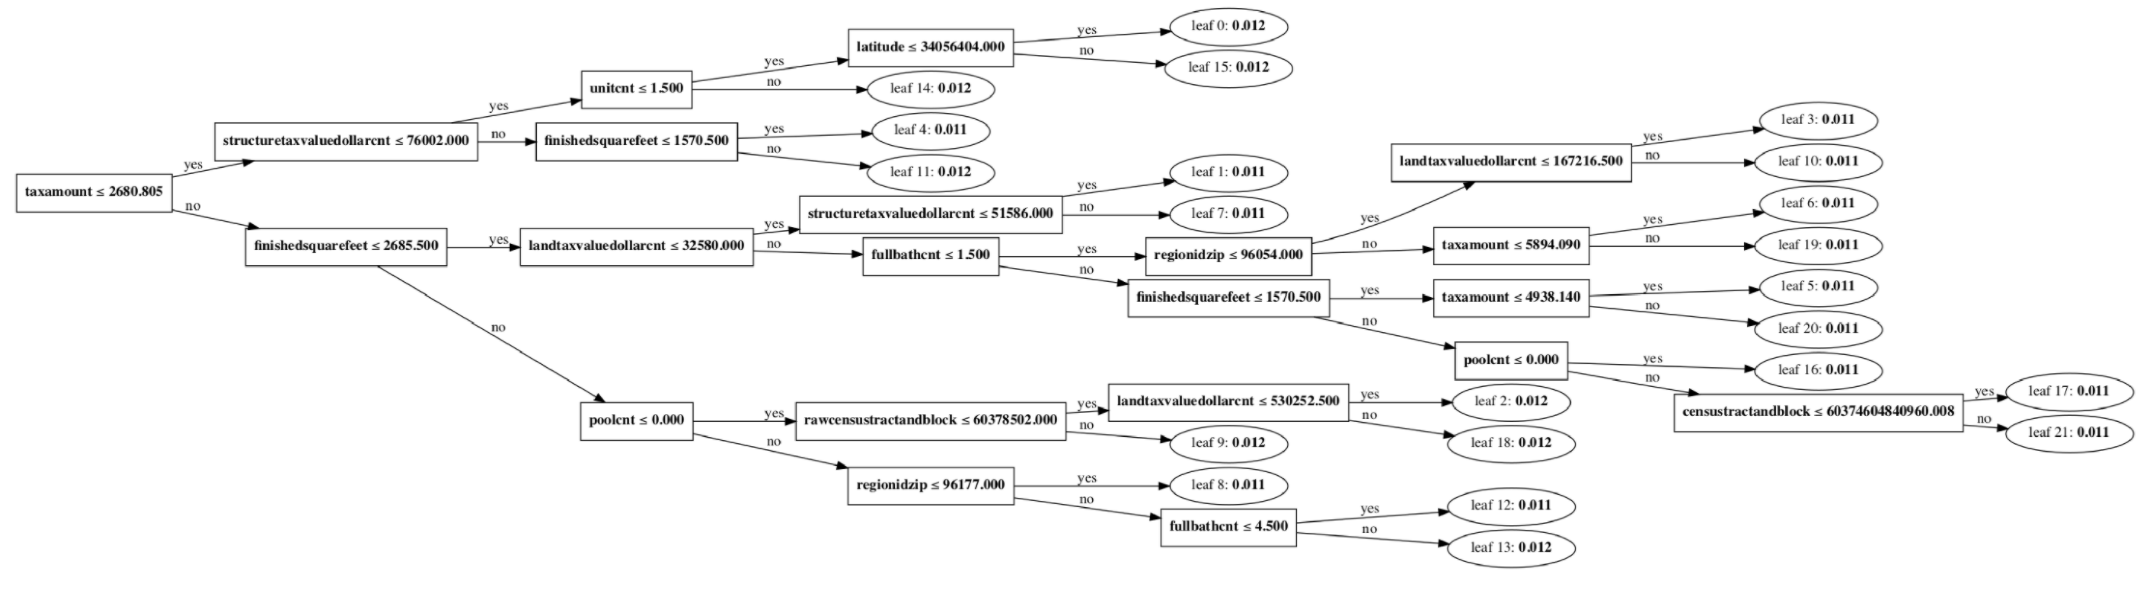 taxamount ≤ 2680.805
yes
no
structuretaxvaluedollarcnt ≤ 76002.000
yes
no
unitcnt ≤ 1.500
yes
no
latitude ≤ 34056404.000
yes
no
leaf 0: 0.012
leaf 15: 0.012
leaf 14: 0.012
finishedsquarefeet ≤ 1570.500
yes
no
leaf 4: 0.011
leaf 11: 0.012
finishedsquarefeet ≤ 2685.500
yes
no
landtaxvaluedollarcnt ≤ 32580.000
yes
no
structuretaxvaluedollarcnt ≤ 51586.000
yes
no
leaf 1: 0.011
leaf 7: 0.011
fullbathcnt ≤ 1.500
yes
no
regionidzip ≤ 96054.000
yes
no
landtaxvaluedollarcnt ≤ 167216.500
yes
no
leaf 3: 0.011
leaf 10: 0.011
taxamount ≤ 5894.090
yes
no
leaf 6: 0.011
leaf 19: 0.011
finishedsquarefeet ≤ 1570.500
yes
no
taxamount ≤ 4938.140
yes
no
leaf 5: 0.011
leaf 20: 0.011
poolcnt ≤ 0.000
yes
no
leaf 16: 0.011
censustractandblock ≤ 60374604840960.008
yes
no
leaf 17: 0.011
leaf 21: 0.011
poolcnt ≤ 0.000
yes
no
rawcensustractandblock ≤ 60378502.000
yes
no
landtaxvaluedollarcnt ≤ 530252.500
yes
no
leaf 2: 0.012
leaf 18: 0.012
leaf 9: 0.012
regionidzip ≤ 96177.000
yes
no
leaf 8: 0.011
fullbathcnt ≤ 4.500
yes
no
leaf 12: 0.011
leaf 13: 0.012